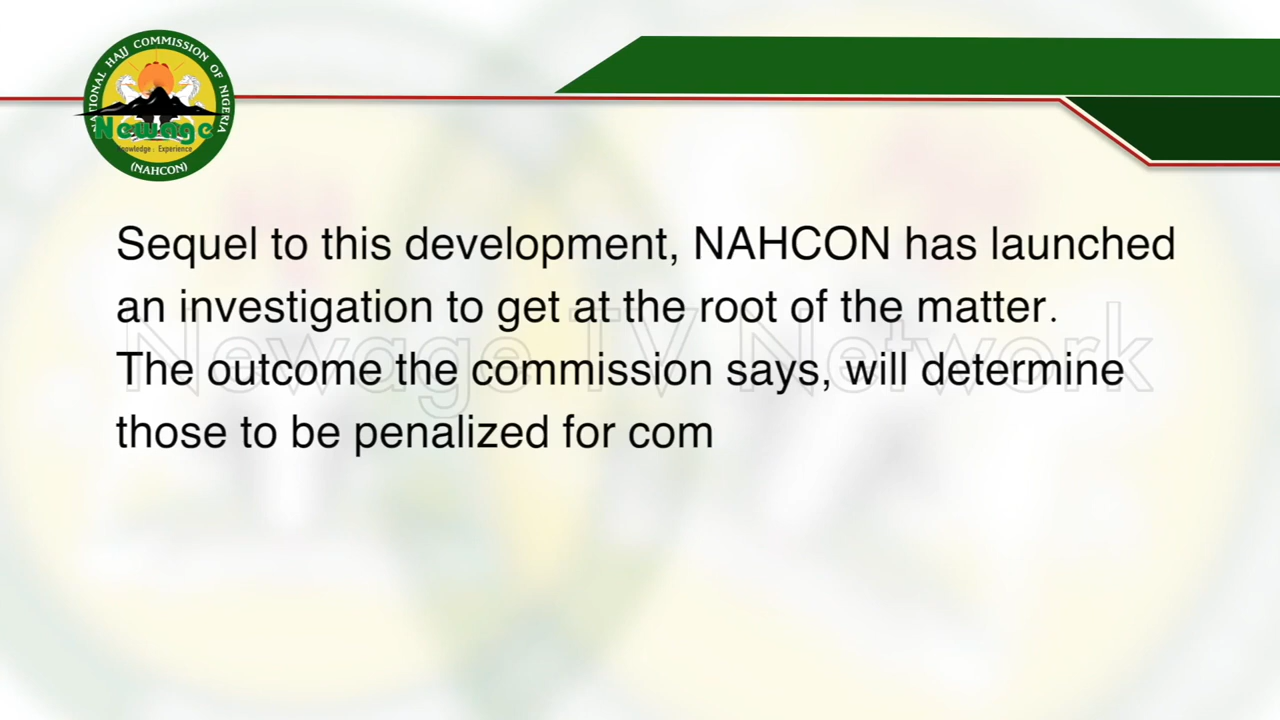 NATIONAL HAJJ COMMISSION OF NIGERIA
Newage
Knowledge : Experience
(NAHCON)
Sequel to this development, NAHCON has launched
an investigation to get at the root of the matter.
The outcome the commission says, will determine
those to be penalized for com
Newage TV Network